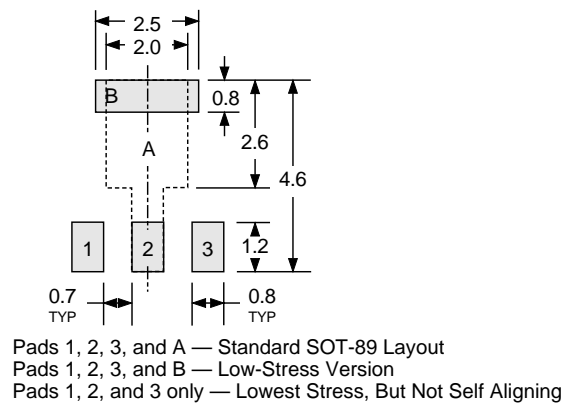 2.5
2.0
B
0.8
A
2.6
4.6
1
2
3
1.2
0.7
TYP
0.8
TYP
Pads 1, 2, 3, and A — Standard SOT-89 Layout
Pads 1, 2, 3, and B — Low-Stress Version
Pads 1, 2, and 3 only — Lowest Stress, But Not Self Aligning